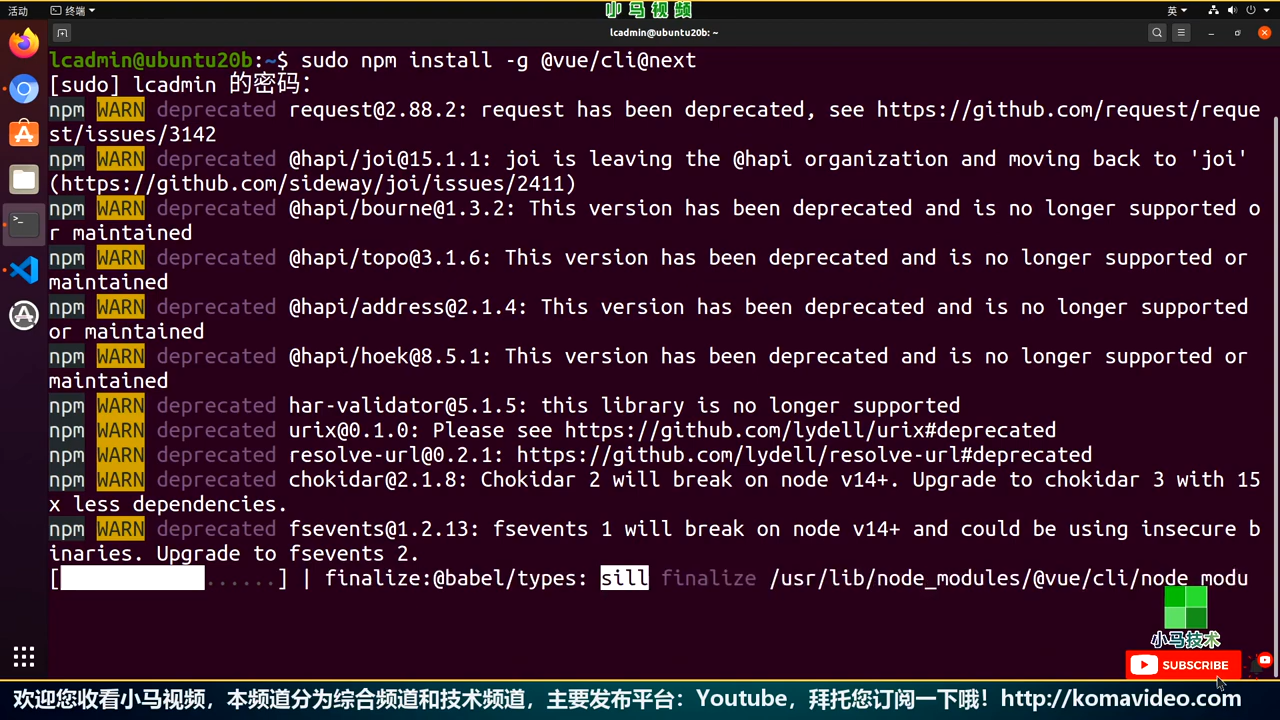 活动
终端
小马视频
英
lcadmin@ubuntu20b: ~
lcadmin@ubuntu20b:~$ sudo npm install -g @vue/cli@next
[sudo] lcadmin 的密码：
npm WARN deprecated request@2.88.2: request has been deprecated, see https://github.com/request/reque
st/issues/3142
npm WARN deprecated @hapi/joi@15.1.1: joi is leaving the @hapi organization and moving back to 'joi'
(https://github.com/sideway/joi/issues/2411)
npm WARN deprecated @hapi/bourne@1.3.2: This version has been deprecated and is no longer supported o
r maintained
npm WARN deprecated @hapi/topo@3.1.6: This version has been deprecated and is no longer supported or
maintained
npm WARN deprecated @hapi/address@2.1.4: This version has been deprecated and is no longer supported
or maintained
npm WARN deprecated @hapi/hoek@8.5.1: This version has been deprecated and is no longer supported or
maintained
npm WARN deprecated har-validator@5.1.5: this library is no longer supported
npm WARN deprecated urix@0.1.0: Please see https://github.com/lydell/urix#deprecated
npm WARN deprecated resolve-url@0.2.1: https://github.com/lydell/resolve-url#deprecated
npm WARN deprecated chokidar@2.1.8: Chokidar 2 will break on node v14+. Upgrade to chokidar 3 with 15
x less dependencies.
npm WARN deprecated fsevents@1.2.13: fsevents 1 will break on node v14+ and could be using insecure b
inaries. Upgrade to fsevents 2.
[            ......] | finalize:@babel/types: sill finalize /usr/lib/node_modules/@vue/cli/node_modu
小马技术
SUBSCRIBE
欢迎您收看小马视频，本频道分为综合频道和技术频道，主要发布平台：Youtube，拜托您订阅一下哦！http://komavideo.com